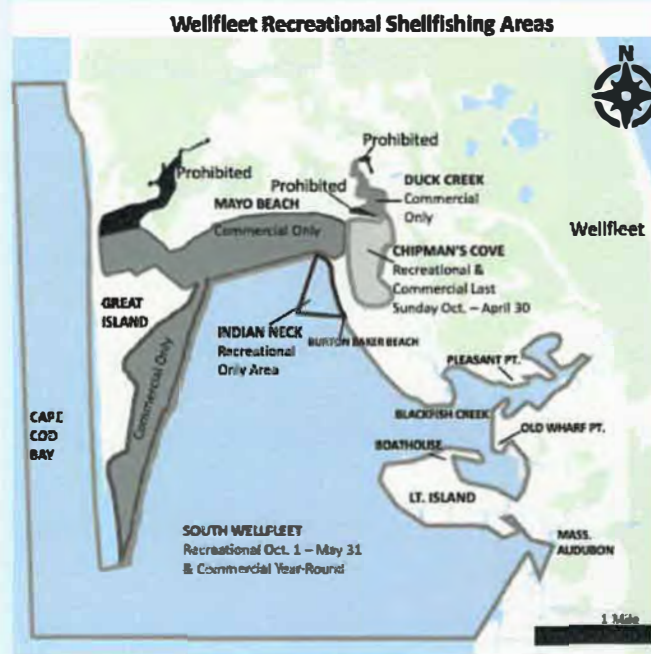 Wellfleet Recreational Shellfishing Areas
N
Prohibited
Prohibited
Prohibited
DUCK CREEK
Commercial
Only
MAYO BEACH
Commercial Only
Wellfleet
CHIPMAN'S COVE
Recreational &
Commercial Last
Sunday Oct. – April 30
GREAT
ISLAND
Commercial Only
INDIAN NECK
Recreational
Only Area
BURTON BAKER BEACH
PLEASANT PT.
BLACKFISH CREEK
OLD WHARF PT.
CAPE
COD
BAY
BOATHOUSE
LT. ISLAND
SOUTH WELLFLEET
Recreational Oct. 1 – May 31
& Commercial Year-Round
MASS.
AUDUBON
1 Mile